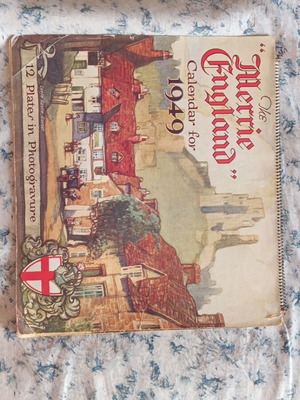 The
"Merrie
England"
Calendar for
1949
12 Plates in Photogravure